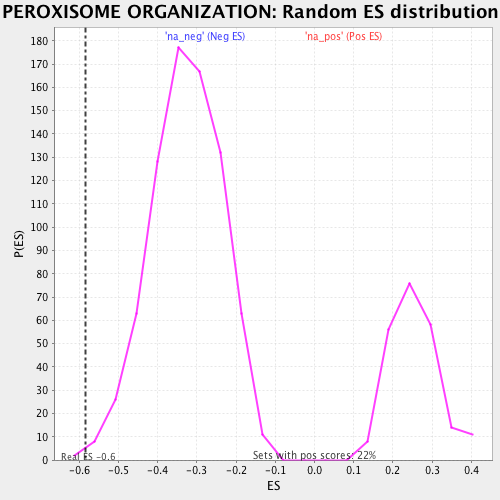 PEROXISOME ORGANIZATION: Random ES distribution
'na_neg' (Neg ES)
'na_pos' (Pos ES)
180
170
160
150
140
130
120
110
100
90
80
70
60
50
40
30
20
10
0
P(ES)
Real ES -0.6
Sets with pos scores: 22%
-0.6 -0.5 -0.4 -0.3 -0.2 -0.1 0.0 0.1 0.2 0.3 0.4
ES